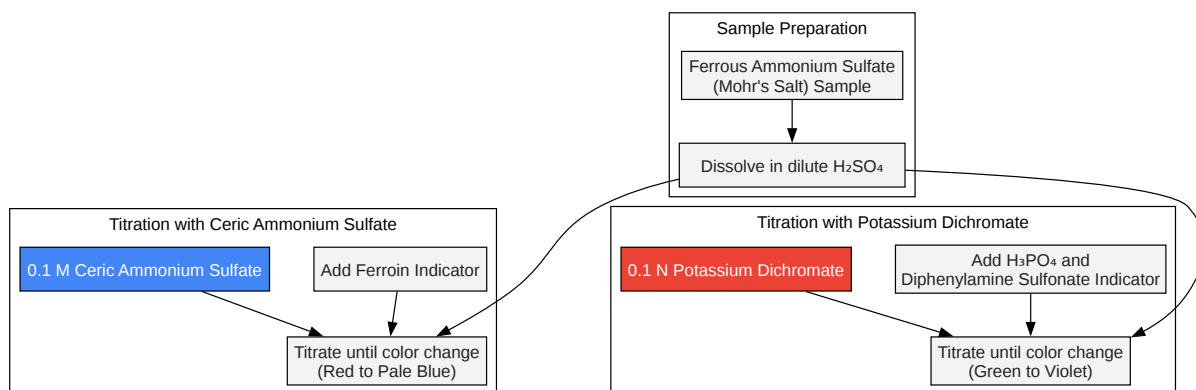 Sample Preparation
Ferrous Ammonium Sulfate
(Mohr's Salt) Sample
Dissolve in dilute H₂SO₄
Titration with Ceric Ammonium Sulfate
0.1 M Ceric Ammonium Sulfate
Add Ferroin Indicator
Titrate until color change
(Red to Pale Blue)
Titration with Potassium Dichromate
0.1 N Potassium Dichromate
Add H₃PO₄ and
Diphenylamine Sulfonate Indicator
Titrate until color change
(Green to Violet)